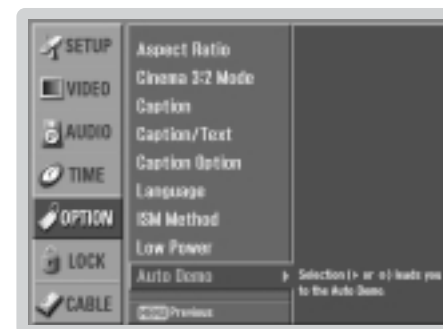 SETUP
VIDEO
AUDIO
TIME
OPTION
LOCK
CABLE
Aspect Ratio
Cinema 3:2 Mode
Caption
Caption/Text
Caption Option
Language
ISM Method
Low Power
Auto Demo
MENU Previous
Selection (▶ or ⊙) leads you
to the Auto Demo.